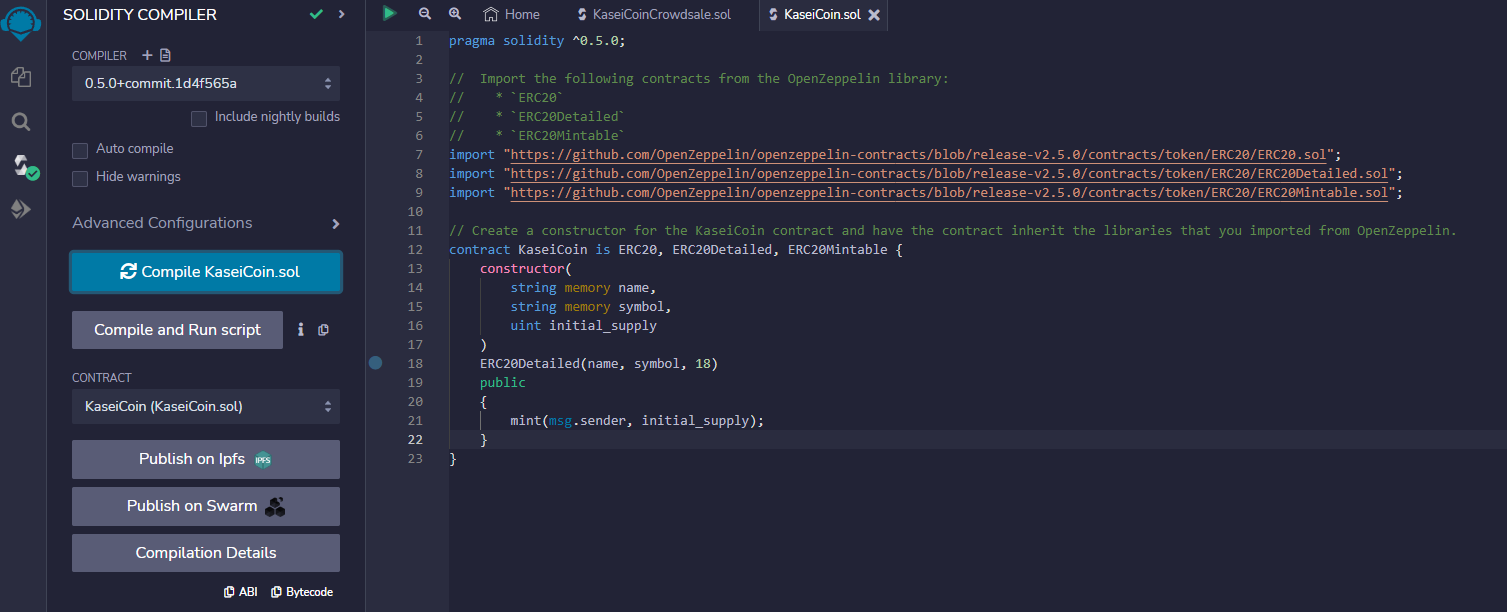 SOLIDITY COMPILER
COMPILER
0.5.0+commit.1d4f565a
Include nightly builds
Auto compile
Hide warnings
Advanced Configurations
Compile KaseiCoin.sol
Compile and Run script
CONTRACT
KaseiCoin (KaseiCoin.sol)
Publish on Ipfs IPFS
Publish on Swarm
Compilation Details
ABI Bytecode
Home KaseiCoinCrowdsale.sol KaseiCoin.sol
1 pragma solidity ^0.5.0;
2
3 //  Import the following contracts from the OpenZeppelin library:
4 //    * `ERC20`
5 //    * `ERC20Detailed`
6 //    * `ERC20Mintable`
7 import "https://github.com/OpenZeppelin/openzeppelin-contracts/blob/release-v2.5.0/contracts/token/ERC20/ERC20.sol";
8 import "https://github.com/OpenZeppelin/openzeppelin-contracts/blob/release-v2.5.0/contracts/token/ERC20/ERC20Detailed.sol";
9 import "https://github.com/OpenZeppelin/openzeppelin-contracts/blob/release-v2.5.0/contracts/token/ERC20/ERC20Mintable.sol";
10
11 // Create a constructor for the KaseiCoin contract and have the contract inherit the libraries that you imported from OpenZeppelin.
12 contract KaseiCoin is ERC20, ERC20Detailed, ERC20Mintable {
13     constructor(
14         string memory name,
15         string memory symbol,
16         uint initial_supply
17     )
18     ERC20Detailed(name, symbol, 18)
19     public
20     {
21         mint(msg.sender, initial_supply);
22     }
23 }